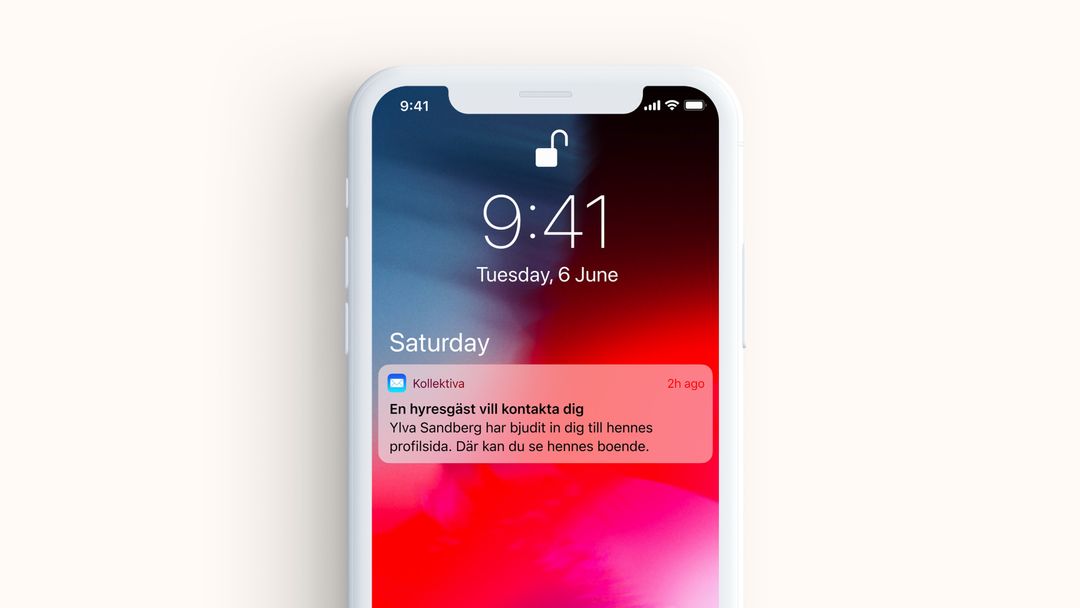 9:41
9:41
Tuesday, 6 June
Saturday
Kollektiva 2h ago
En hyresgäst vill kontakta dig
Ylva Sandberg har bjudit in dig till hennes
profilsida. Där kan du se hennes boende.